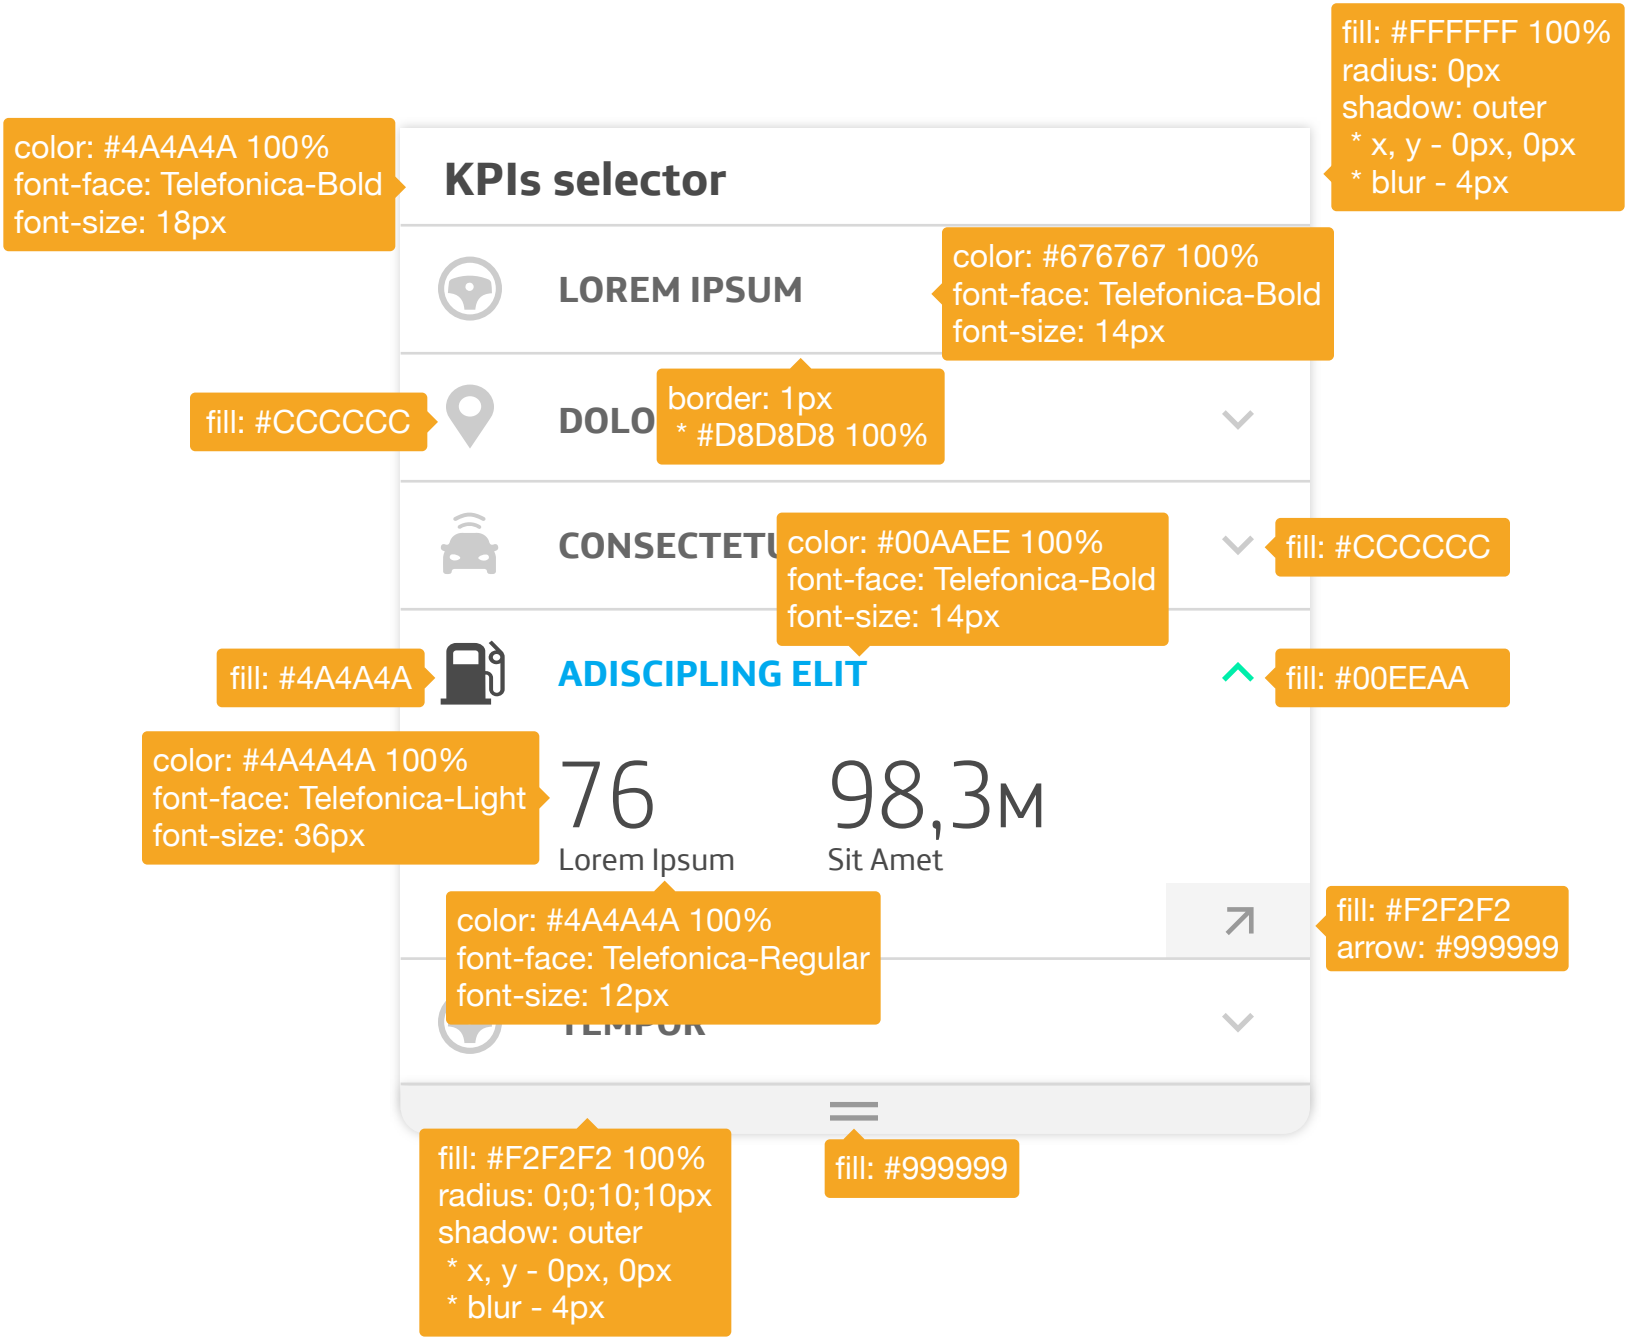 fill: #FFFFFF 100%
radius: 0px
shadow: outer
* x, y - 0px, 0px
* blur - 4px
color: #4A4A4A 100%
font-face: Telefonica-Bold
font-size: 18px
KPIs selector
LOREM IPSUM
color: #676767 100%
font-face: Telefonica-Bold
font-size: 14px
fill: #CCCCCC
border: 1px
* #D8D8D8 100%
color: #00AAEE 100%
font-face: Telefonica-Bold
font-size: 14px
fill: #CCCCCC
fill: #4A4A4A
ADISCIPLING ELIT
fill: #00EEAA
color: #4A4A4A 100%
font-face: Telefonica-Light
font-size: 36px
76
98,3M
Lorem Ipsum
Sit Amet
color: #4A4A4A 100%
font-face: Telefonica-Regular
font-size: 12px
fill: #F2F2F2
arrow: #999999
TEMPOR
fill: #F2F2F2 100%
radius: 0;0;10;10px
shadow: outer
* x, y - 0px, 0px
* blur - 4px
fill: #999999